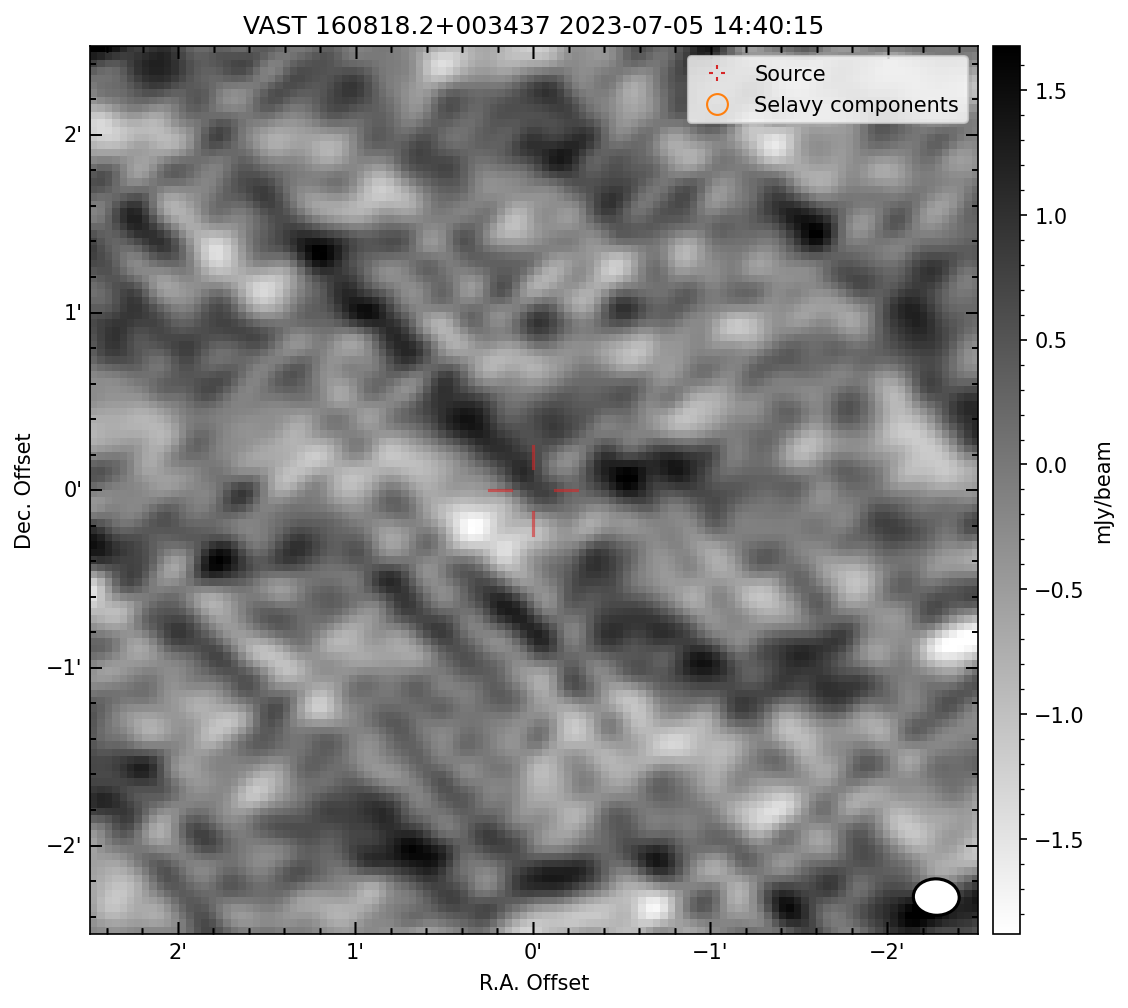 VAST 160818.2+003437 2023-07-05 14:40:15
Source
Selavy components
2'
1'
0'
−1'
−2'
Dec. Offset
2'
1'
0'
−1'
−2'
R.A. Offset
1.5
1.0
0.5
0.0
−0.5
−1.0
−1.5
mJy/beam